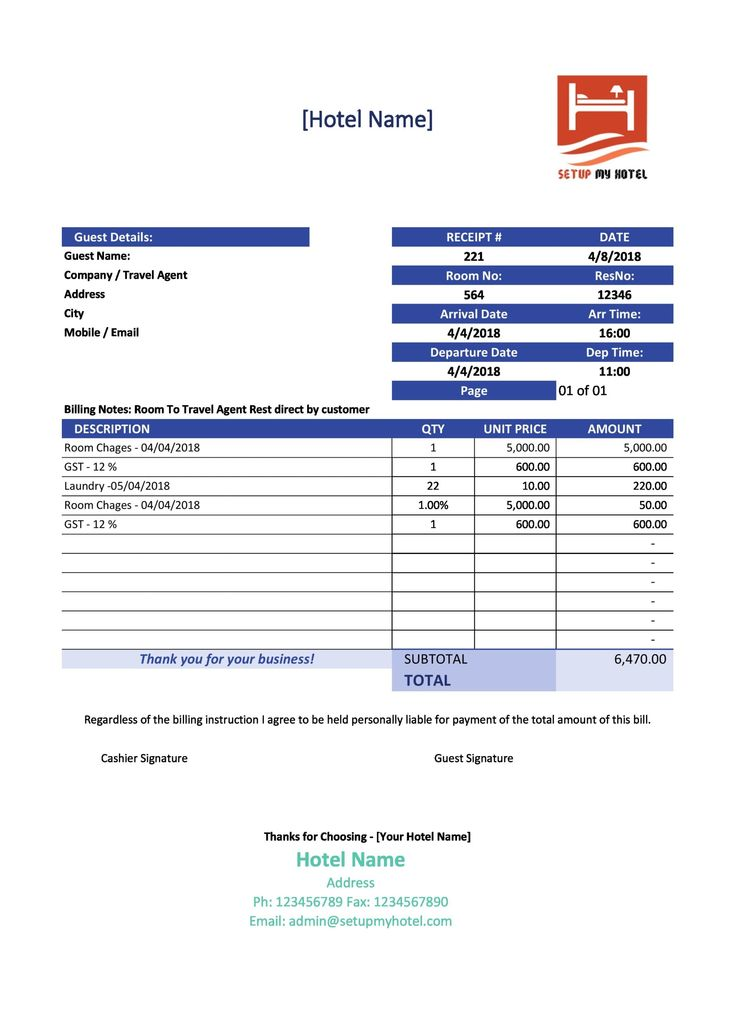 [Hotel Name]
SETUP MY HOTEL
Guest Details:
RECEIPT # DATE
Guest Name:
221 4/8/2018
Company / Travel Agent
Room No: ResNo:
Address
564 12346
City
Arrival Date Arr Time:
Mobile / Email
4/4/2018 16:00
Departure Date Dep Time:
4/4/2018 11:00
Page 01 of 01
Billing Notes: Room To Travel Agent Rest direct by customer
DESCRIPTION QTY UNIT PRICE AMOUNT
Room Chages - 04/04/2018 1 5,000.00 5,000.00
GST - 12 % 1 600.00 600.00
Laundry -05/04/2018 22 10.00 220.00
Room Chages - 04/04/2018 1.00% 5,000.00 50.00
GST - 12 % 1 600.00 600.00
-
-
-
-
-
-
Thank you for your business! SUBTOTAL 6,470.00
TOTAL
Regardless of the billing instruction I agree to be held personally liable for payment of the total amount of this bill.
Cashier Signature Guest Signature
Thanks for Choosing - [Your Hotel Name]
Hotel Name
Address
Ph: 123456789 Fax: 1234567890
Email: admin@setupmyhotel.com